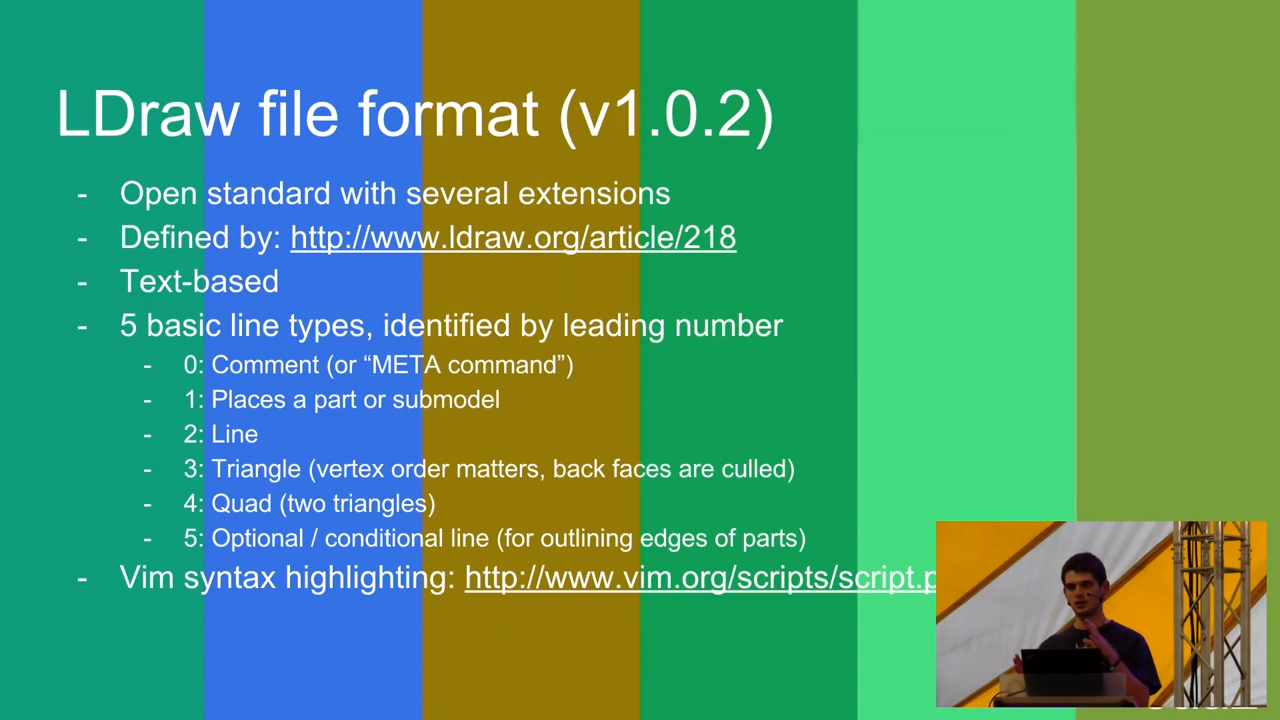 LDraw file format (v1.0.2)
- Open standard with several extensions
- Defined by: http://www.ldraw.org/article/218
- Text-based
- 5 basic line types, identified by leading number
- 0: Comment (or “META command”)
- 1: Places a part or submodel
- 2: Line
- 3: Triangle (vertex order matters, back faces are culled)
- 4: Quad (two triangles)
- 5: Optional / conditional line (for outlining edges of parts)
- Vim syntax highlighting: http://www.vim.org/scripts/script.p